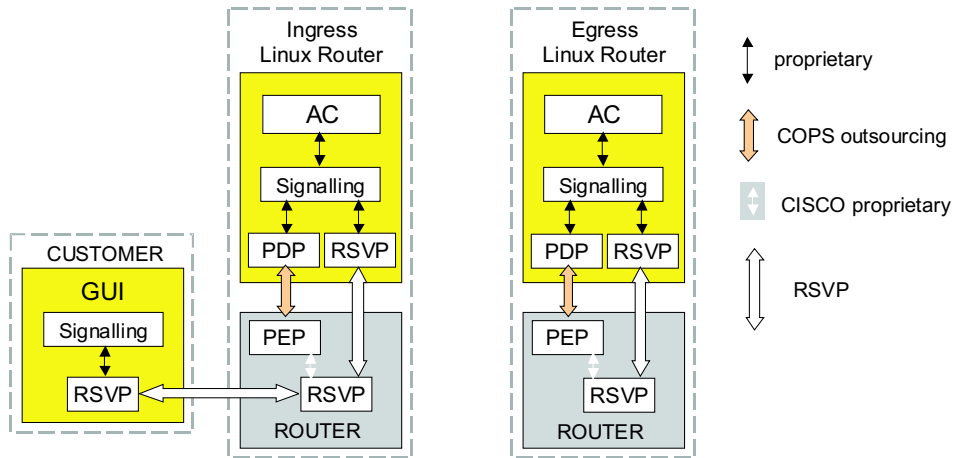 Ingress
Linux Router
AC
Signalling
PDP
RSVP
PEP
RSVP
ROUTER
CUSTOMER
GUI
Signalling
RSVP
Egress
Linux Router
AC
Signalling
PDP
RSVP
PEP
RSVP
ROUTER
proprietary
COPS outsourcing
CISCO proprietary
RSVP